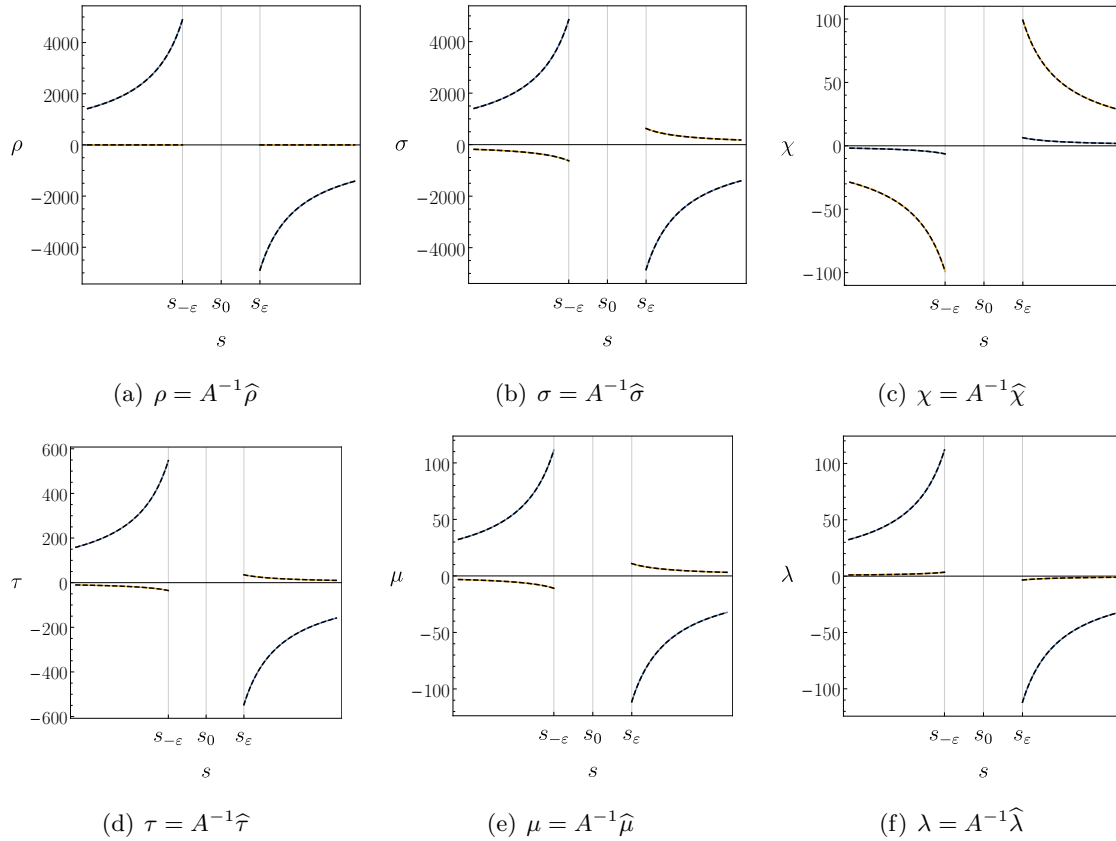 4000 2000 0 −2000 −4000 ρ s₋ε s₀ sε s
4000 2000 0 −2000 −4000 σ s₋ε s₀ sε s
100 50 0 −50 −100 χ s₋ε s₀ sε s
(a) ρ = A⁻¹ρ̂
(b) σ = A⁻¹σ̂
(c) χ = A⁻¹χ̂
600 400 200 0 −200 −400 −600 τ s₋ε s₀ sε s
100 50 0 −50 −100 μ s₋ε s₀ sε s
100 50 0 −50 −100 λ s₋ε s₀ sε s
(d) τ = A⁻¹τ̂
(e) μ = A⁻¹μ̂
(f) λ = A⁻¹λ̂